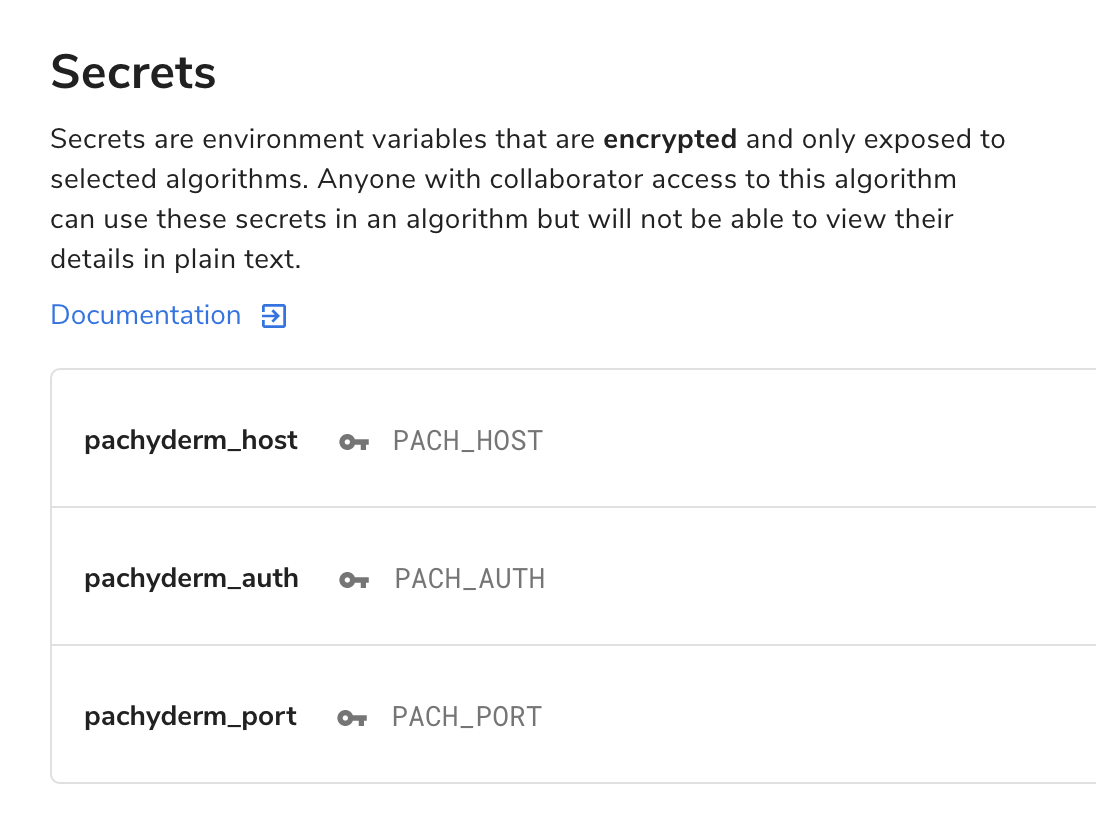 Secrets
Secrets are environment variables that are encrypted and only exposed to
selected algorithms. Anyone with collaborator access to this algorithm
can use these secrets in an algorithm but will not be able to view their
details in plain text.
Documentation
pachyderm_host PACH_HOST
pachyderm_auth PACH_AUTH
pachyderm_port PACH_PORT